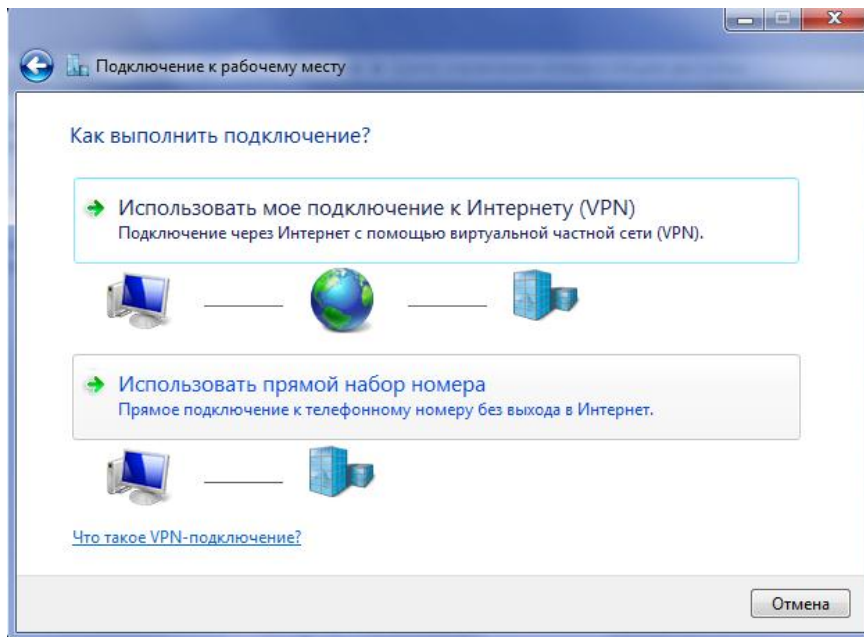 Подключение к рабочему месту
Как выполнить подключение?
Использовать мое подключение к Интернету (VPN)
Подключение через Интернет с помощью виртуальной частной сети (VPN).
Использовать прямой набор номера
Прямое подключение к телефонному номеру без выхода в Интернет.
Что такое VPN-подключение?
Отмена